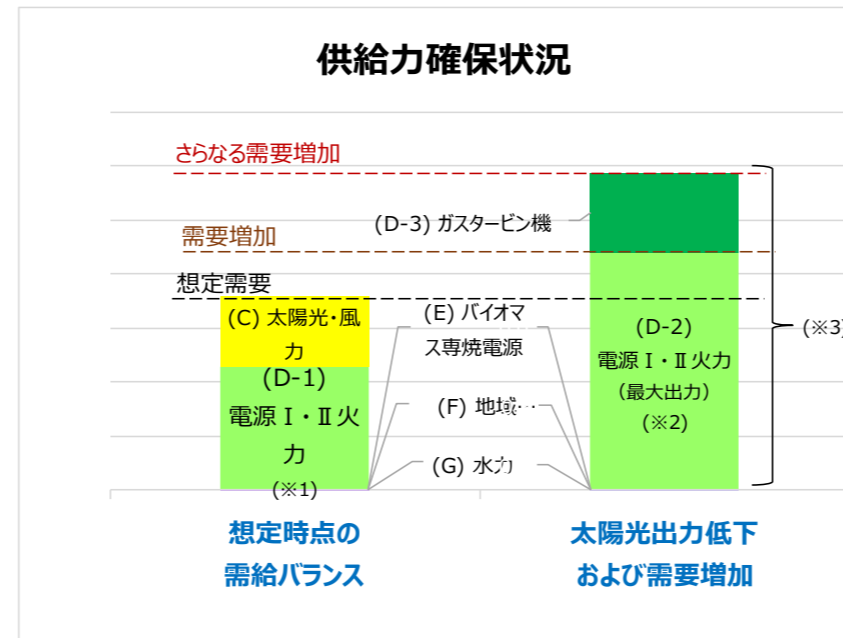 供給力確保状況
さらなる需要増加
(D-3) ガスタービン機
需要増加
想定需要
(C) 太陽光・風
力
(D-1)
電源Ⅰ・Ⅱ火
力
(※1)
(E) バイオマ
ス専焼電源
(F) 地域…
(G) 水力
(D-2)
電源Ⅰ・Ⅱ火力
(最大出力)
(※2)
(※3)
想定時点の
需給バランス
太陽光出力低下
および需要増加